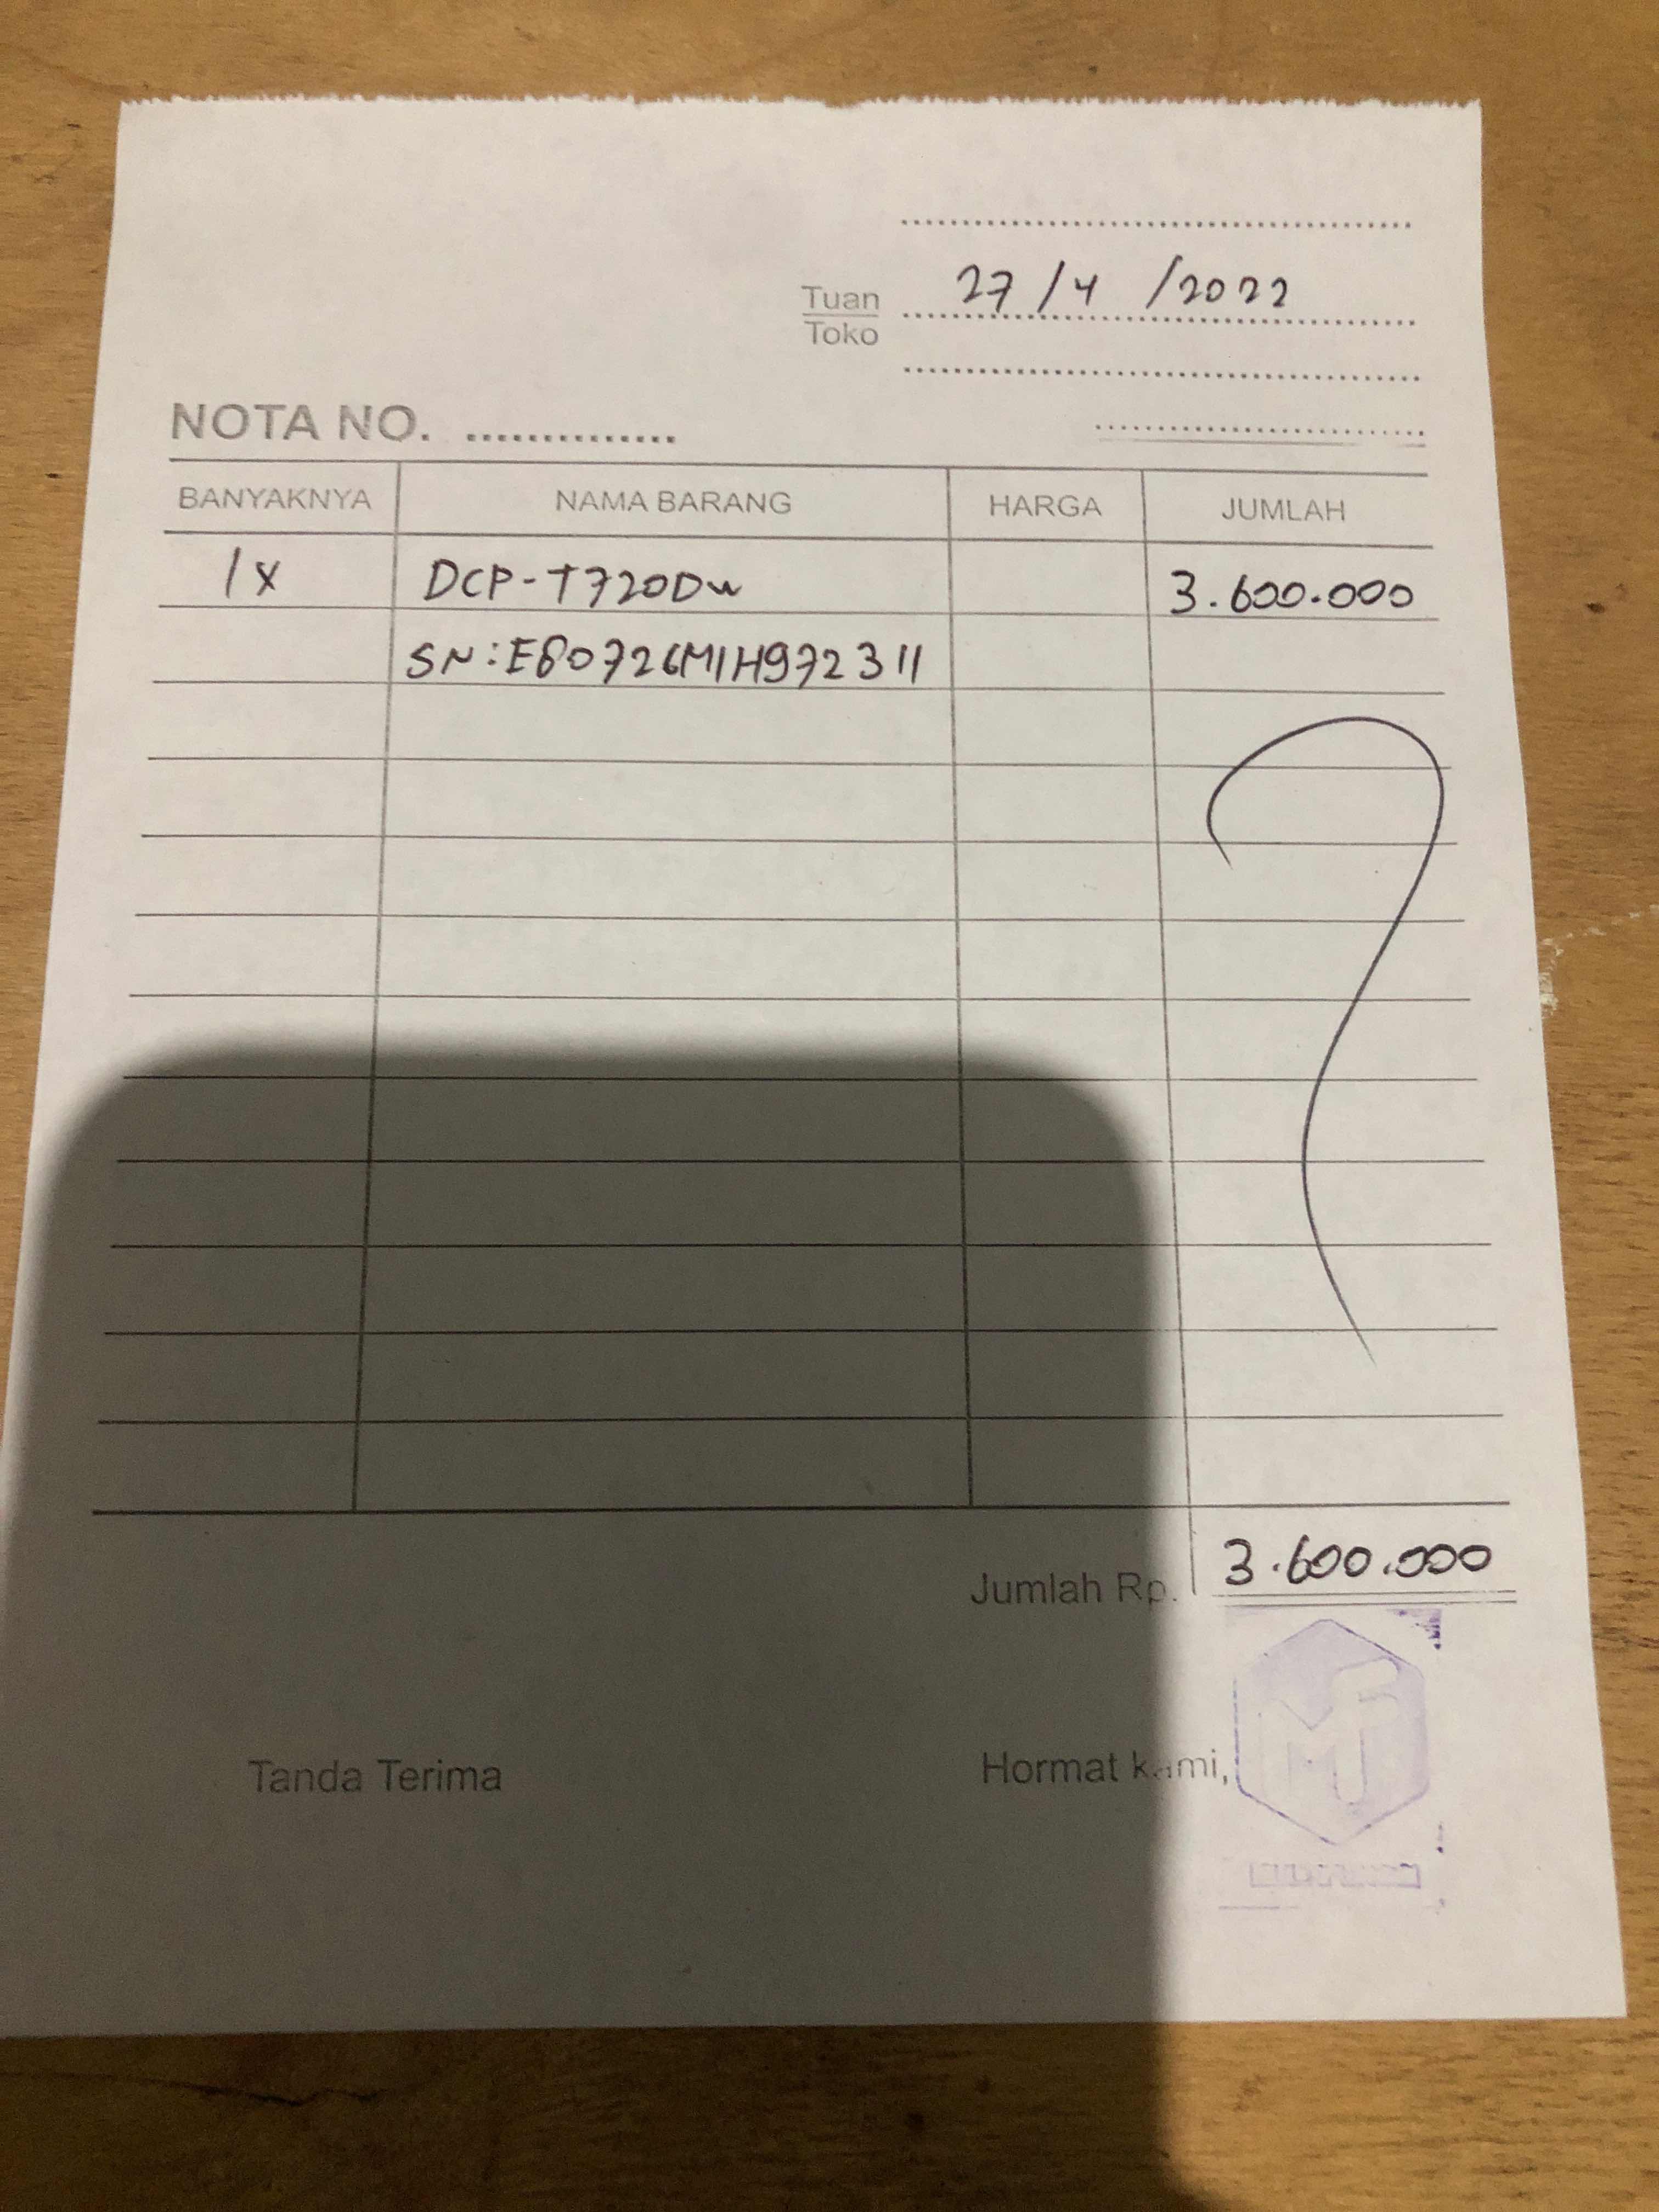 27/4/2022
Tuan
Toko
NOTA NO.
BANYAKNYA NAMA BARANG HARGA JUMLAH
1x DCP-T720DW 3.600.000
SN:E80726M1H972311
Jumlah Rp. 3.600.000
Tanda Terima Hormat kami,
MJ